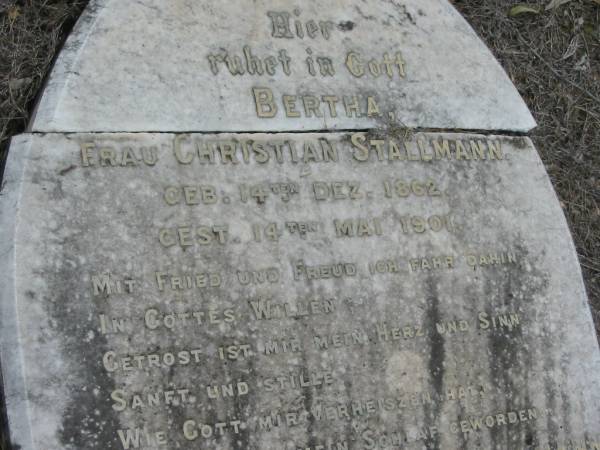 Hier
ruhet in Gott
BERTHA,
FRAU CHRISTIAN STALLMANN.
GEB. 14TEN DEZ. 1862.
GEST. 14TEN MAI 1901.
MIT FRIED UND FREUD ICH FAHR DAHIN
IN GOTTES WILLEN
GETROST IST MIR MEIN HERZ UND SINN
SANFT UND STILLE
WIE GOTT MIR VERHEISZEN HAT:
MEIN SCHLAF GEWORDEN